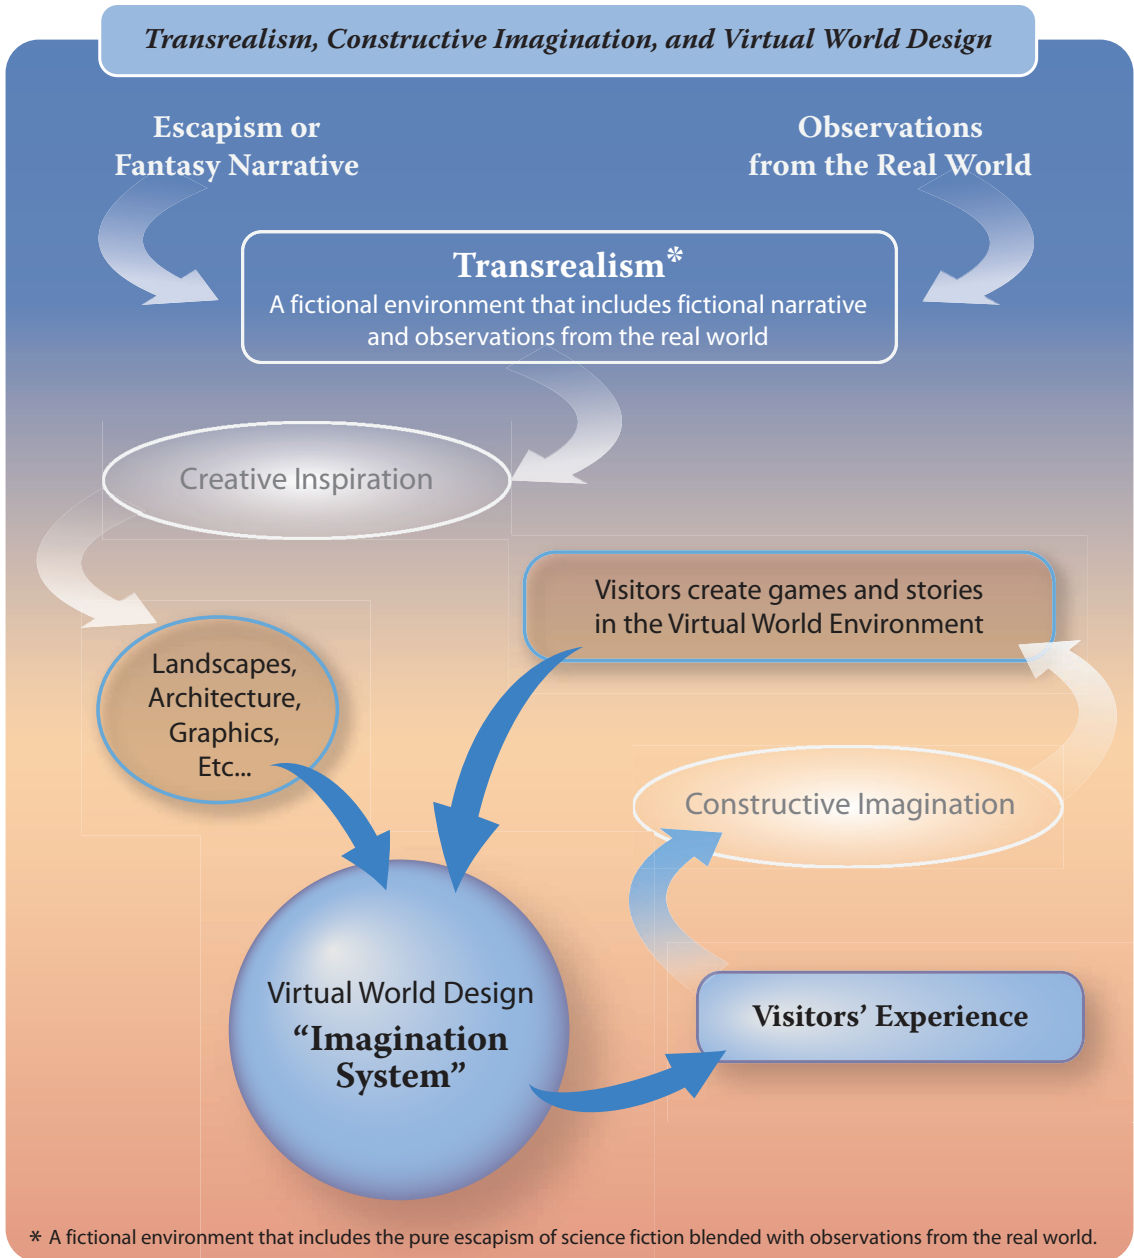 Transrealism, Constructive Imagination, and Virtual World Design
Escapism or
Fantasy Narrative
Observations
from the Real World
Transrealism*
A fictional environment that includes fictional narrative
and observations from the real world
Creative Inspiration
Visitors create games and stories
in the Virtual World Environment
Landscapes,
Architecture,
Graphics,
Etc...
Constructive Imagination
Virtual World Design
“Imagination
System”
Visitors’ Experience
* A fictional environment that includes the pure escapism of science fiction blended with observations from the real world.